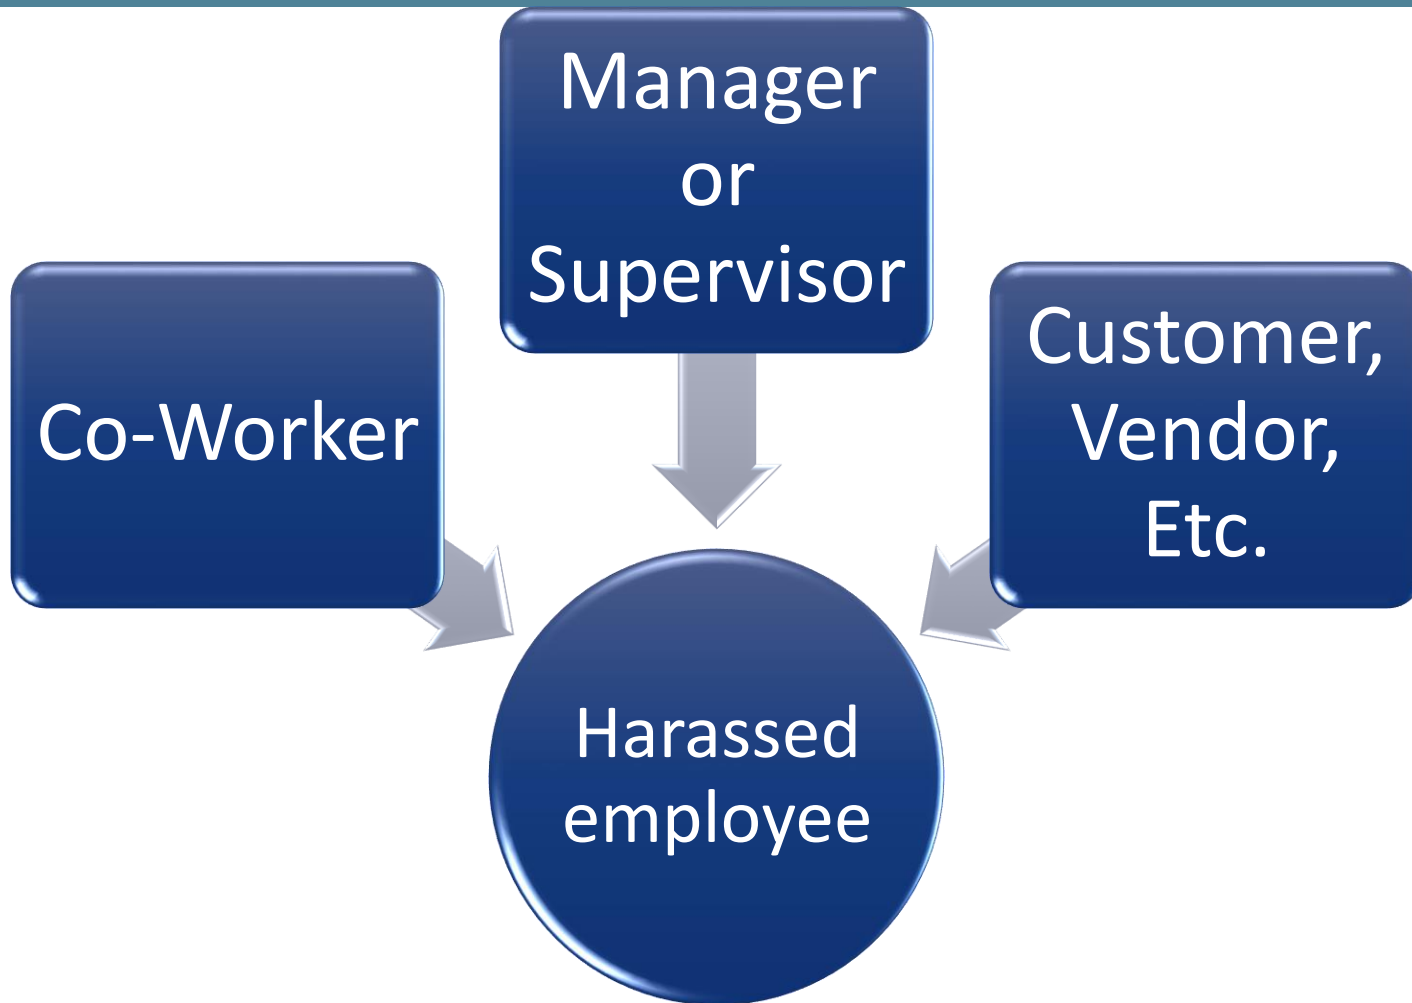 Manager
or
Supervisor
Co-Worker
Customer,
Vendor,
Etc.
Harassed
employee